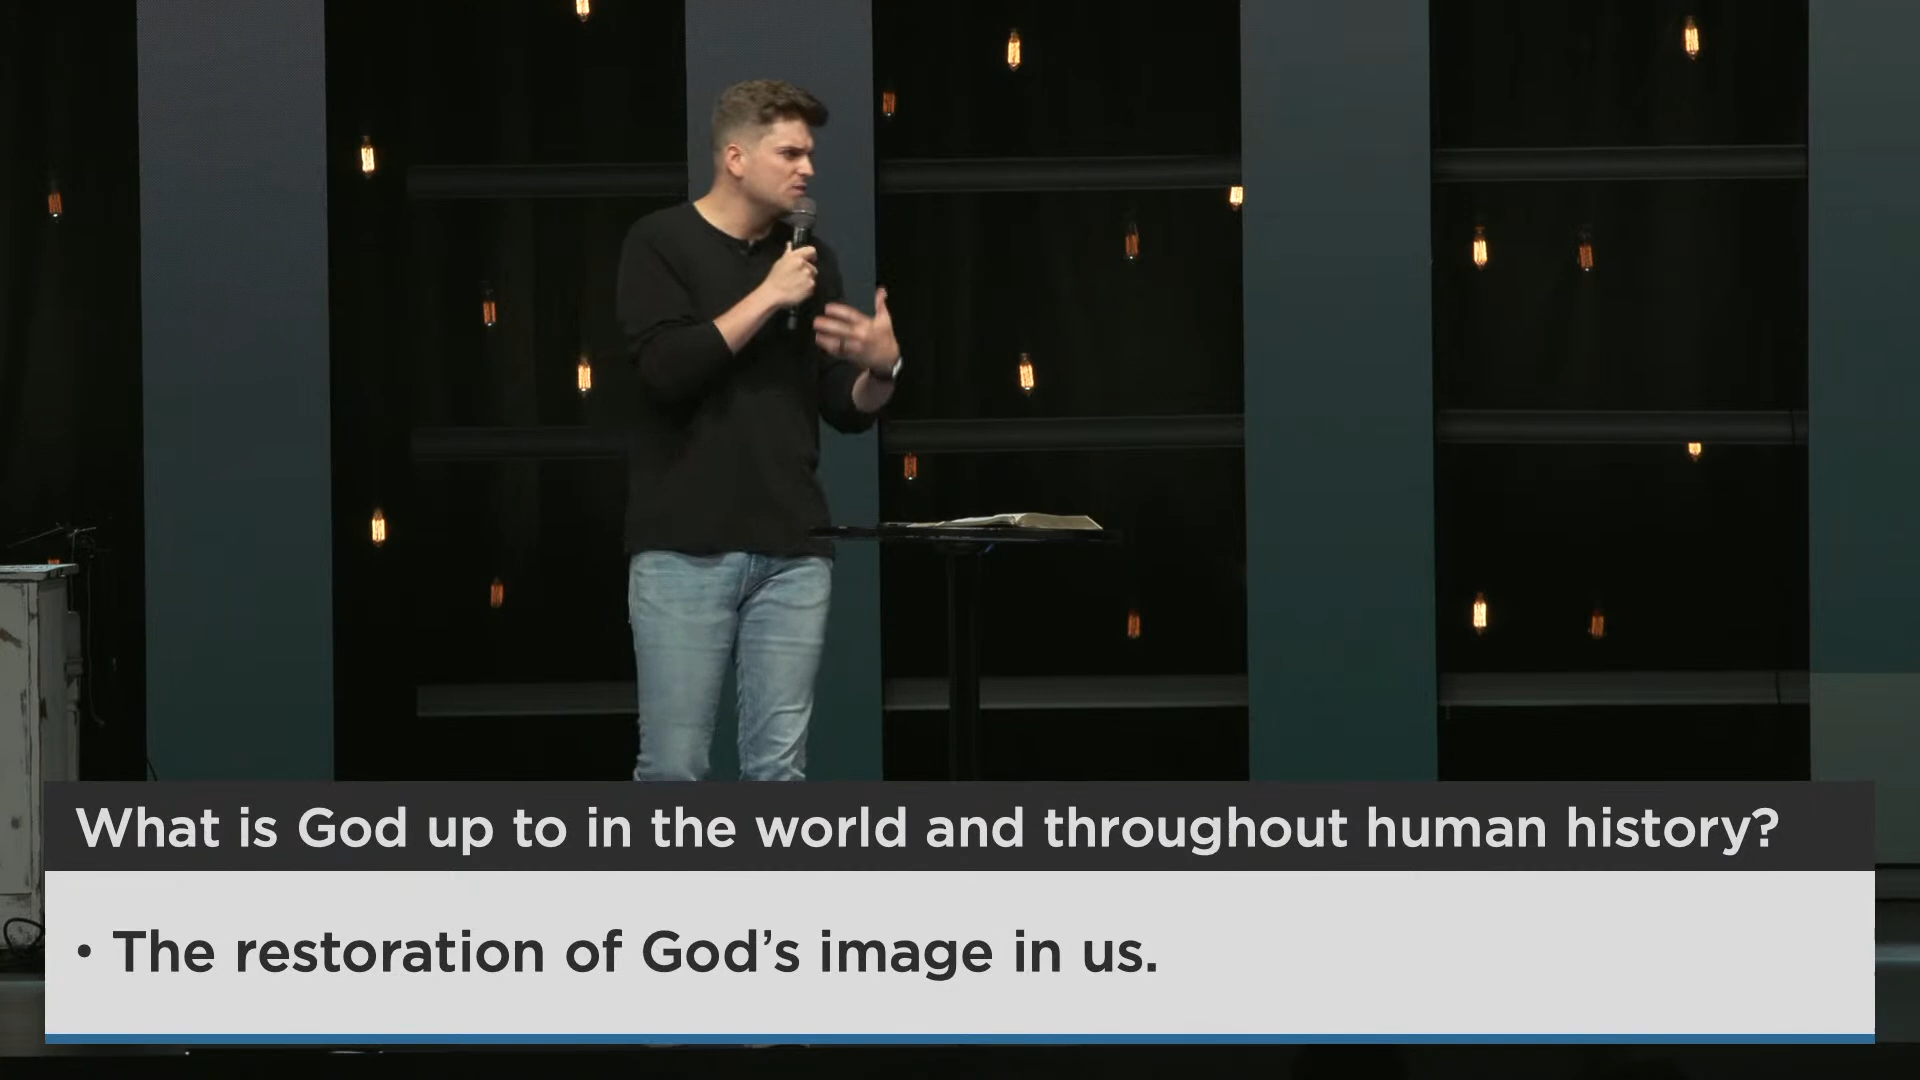 What is God up to in the world and throughout human history?
• The restoration of God’s image in us.